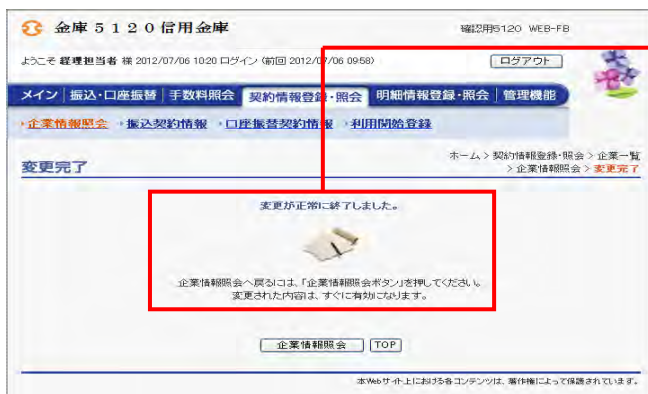 金庫5120信用金庫
確認用5120 WEB-FB
ようこそ 経理担当者 様 2012/07/06 10:20 ログイン (前回 2012/07/06 09:58)
ログアウト
メイン 振込・口座振替 手数料照会 契約情報登録・照会 明細情報登録・照会 管理機能
企業情報照会 振込契約情報 口座振替契約情報 利用開始登録
ホーム > 契約情報登録・照会 > 企業一覧
> 企業情報照会 > 変更完了
変更完了
変更が正常に終了しました。
企業情報照会へ戻るには、「企業情報照会ボタン」を押してください。
変更された内容は、すぐに有効になります。
企業情報照会 TOP
本Webサイト上における各コンテンツは、著作権によって保護されています。